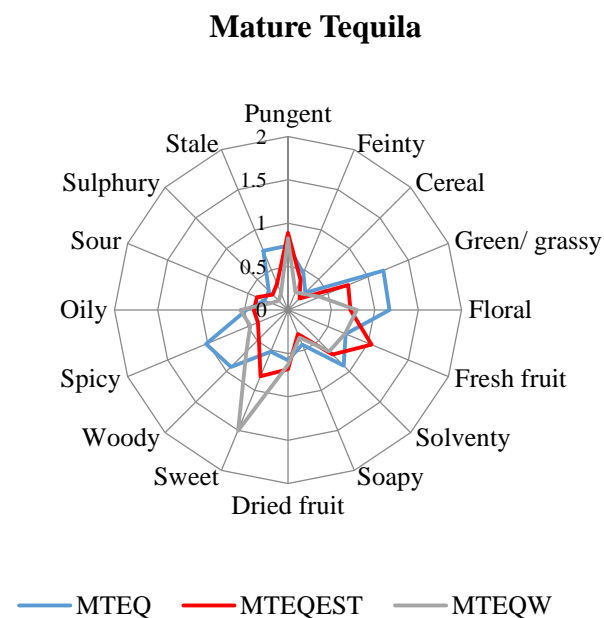 Mature Tequila
Pungent
Stale
Feinty
2
Sulphury
Cereal
1.5
Sour
1
Green/ grassy
0.5
Oily
0
Floral
Spicy
Fresh fruit
Woody
Solventy
Sweet
Soapy
Dried fruit
MTEQ MTEQEST MTEQW